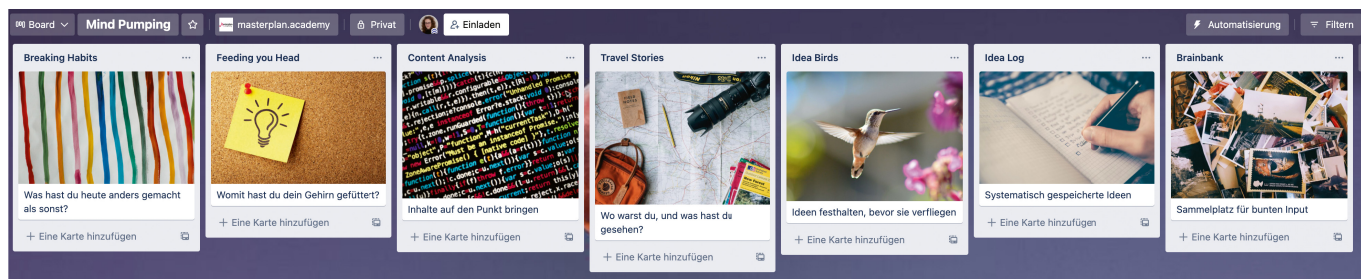 Board
Mind Pumping
masterplan.academy
Privat
Einladen
Automatisierung
Filtern
Breaking Habits
Was hast du heute anders gemacht
als sonst?
+ Eine Karte hinzufügen
Feeding you Head
Womit hast du dein Gehirn gefüttert?
+ Eine Karte hinzufügen
Content Analysis
Inhalte auf den Punkt bringen
+ Eine Karte hinzufügen
Travel Stories
Wo warst du, und was hast du
gesehen?
+ Eine Karte hinzufügen
Idea Birds
Ideen festhalten, bevor sie verfliegen
+ Eine Karte hinzufügen
Idea Log
Systematisch gespeicherte Ideen
+ Eine Karte hinzufügen
Brainbank
Sammelplatz für bunten Input
+ Eine Karte hinzufügen